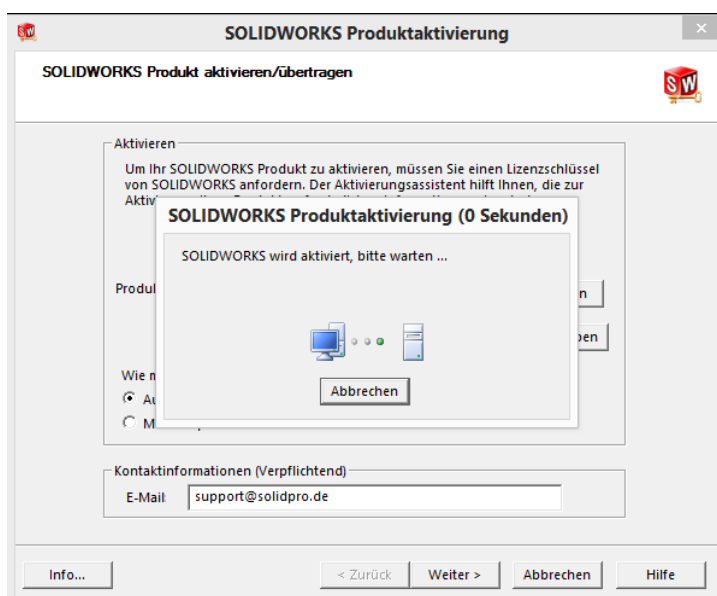 SOLIDWORKS Produktaktivierung
SOLIDWORKS Produkt aktivieren/übertragen
SW
Aktivieren
Um Ihr SOLIDWORKS Produkt zu aktivieren, müssen Sie einen Lizenzschlüssel
von SOLIDWORKS anfordern. Der Aktivierungsassistent hilft Ihnen, die zur
SOLIDWORKS Produktaktivierung (0 Sekunden)
SOLIDWORKS wird aktiviert, bitte warten ...
Abbrechen
Kontaktinformationen (Verpflichtend)
E-Mail: support@solidpro.de
Info... < Zurück Weiter > Abbrechen Hilfe